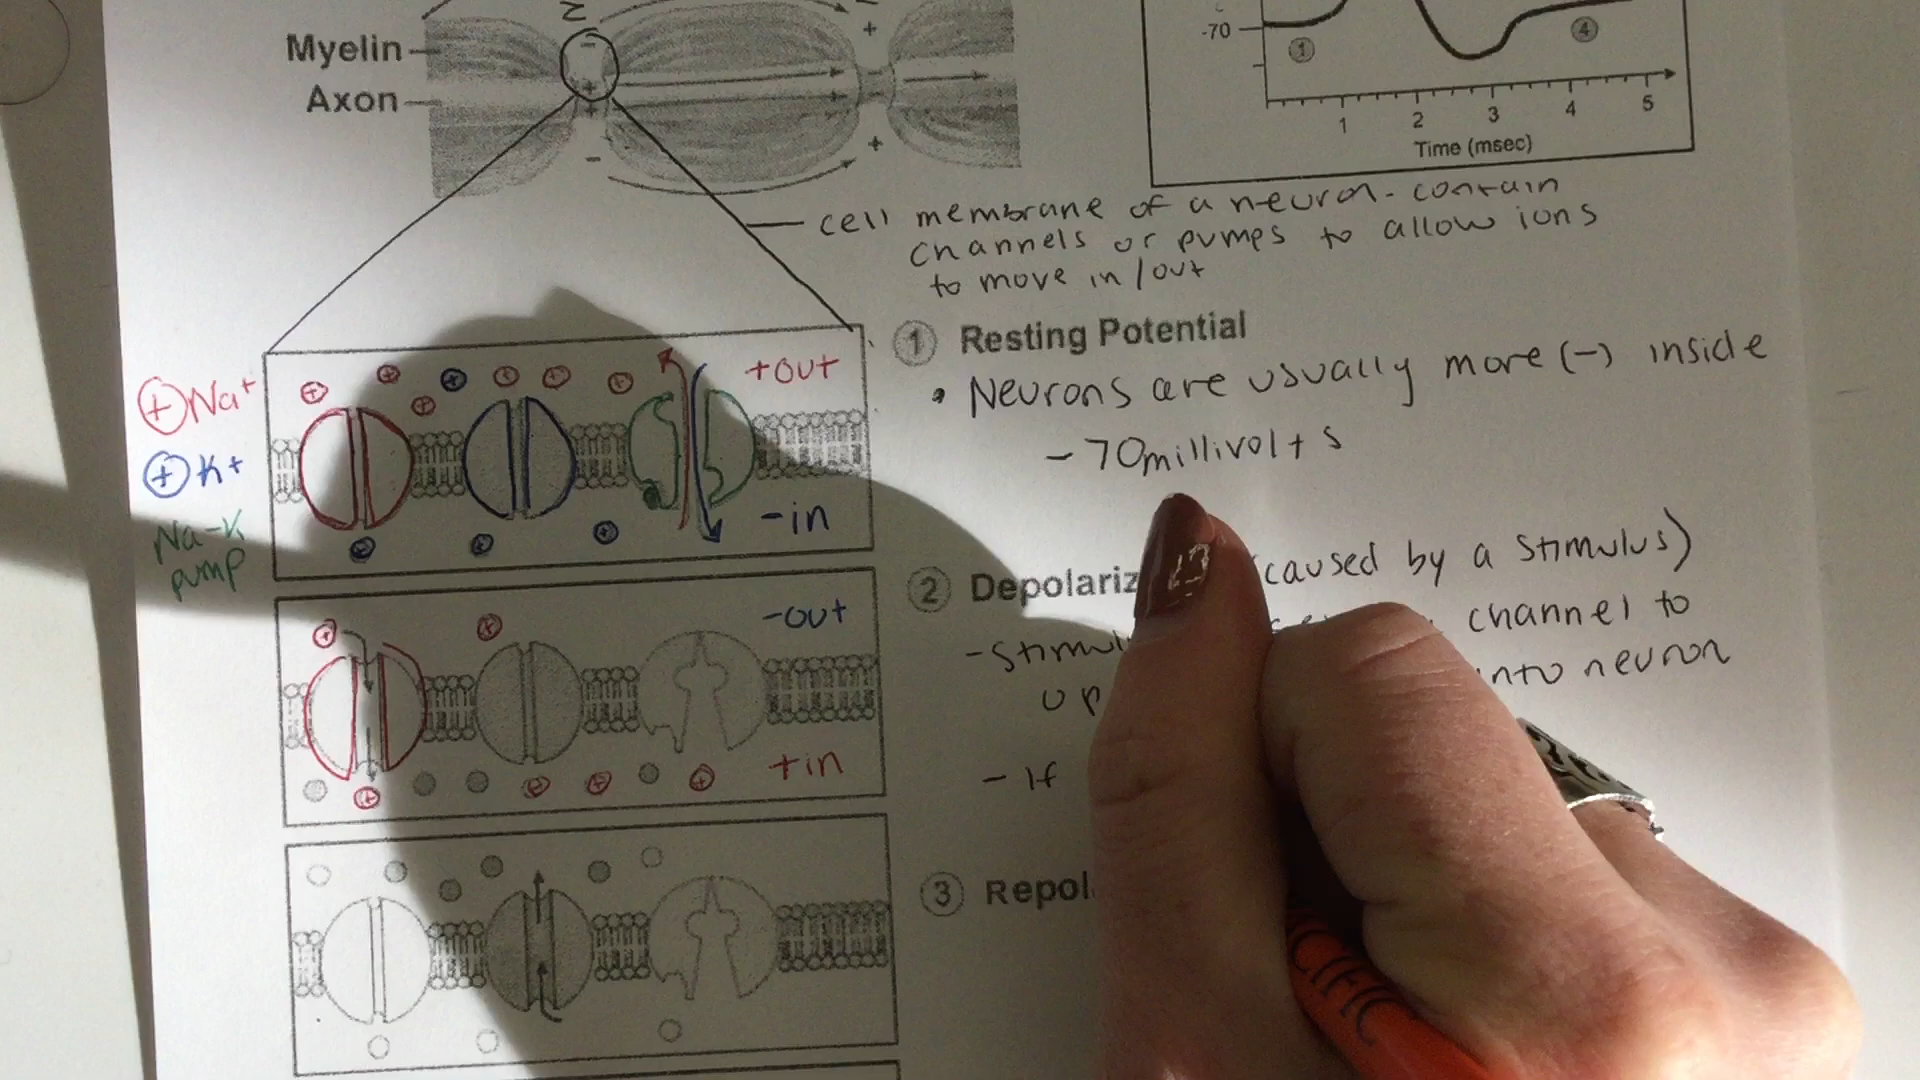 Myelin
Axon
-70
1
4
1 2 3 4 5
Time (msec)
cell membrane of a neuron - contain
channels or pumps to allow ions
to move in/out
+ Na+
+ K+
Na-K
pump
+out
-in
1 Resting Potential
• Neurons are usually more (-) inside
-70millivolts
-out
+in
2 Depolariz (caused by a stimulus)
channel to
up
neuron
- If
3 Repol
CIFIC